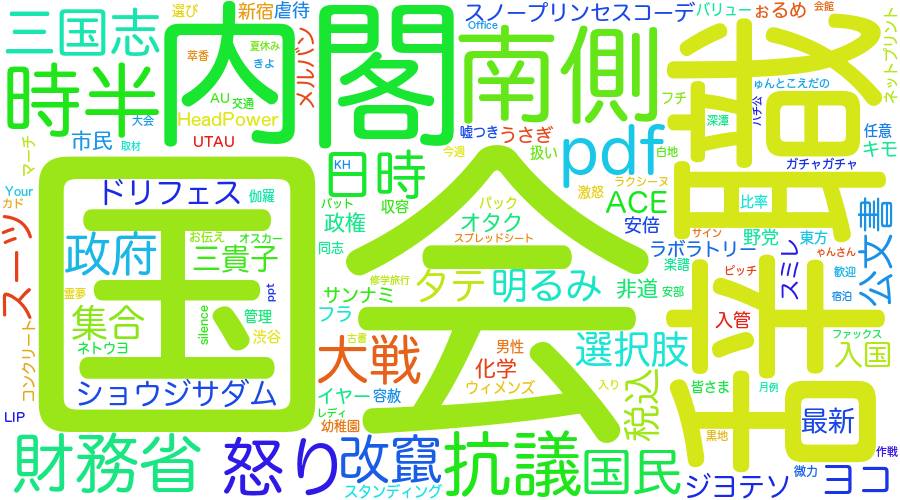 選び 新宿 虐待 スノープリンセスコーデ バリュー ぉるめ 会館
三国志 萃香 内閣 夏休み きよ メルバン Office 南側 職 ネットプリント
時半 AU 交通 HeadPower 大会 UTAU フチ ゅんとこえだの 深澤 ハチ公 任意
マーチ 市民 取材 日時 KH 今週 嘘つき うさぎ pdf 白地 キモ
Your カド ドリフェス 伽羅 バット 収容 扱い 激怒 ラクシーヌ ガチャガチャ
国会 政権 オタク バック ACE 安倍 比率 公文書
スーツ 政府 お伝え オスカー 同志 スプレッドシート サイン 野党 東方
三貴子 ラボラトリー ゃんさん
霊夢 ppt 修学旅行 タテ 明るみ 非道 楽譜 安部 ピッチ スミレ 歓迎
集合 silence 管理 サンナミ 宿泊
コンクリート ネトウヨ 渋谷 フラ 古書 入管 辞 ファックス
大戦 男性 化学 選択肢 入国
ショウジサダム イヤー 容赦 ウィメンズ 入り 税込 皆さま 月例
LIP レディ 幼稚園 最新
財務省 怒り 改竄 抗議 国民 黒地 作戦
スタンディング ジヨテソ 微力 ヨコ